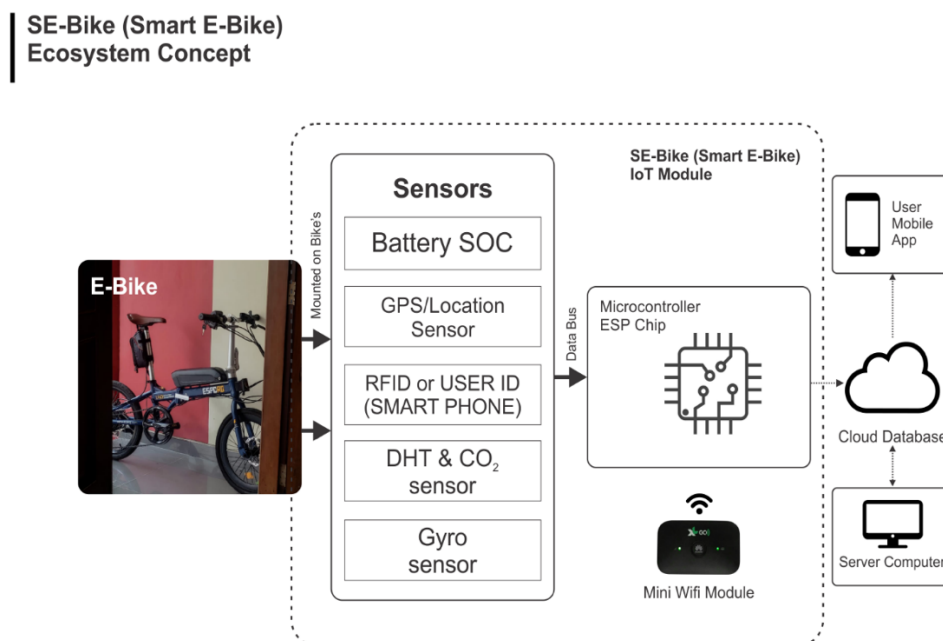 SE-Bike (Smart E-Bike)
Ecosystem Concept
E-Bike
Mounted on Bike's
Sensors
Battery SOC
GPS/Location
Sensor
RFID or USER ID
(SMART PHONE)
DHT & CO₂
sensor
Gyro
sensor
Data Bus
SE-Bike (Smart E-Bike)
IoT Module
Microcontroller
ESP Chip
Mini Wifi Module
User
Mobile
App
Cloud Database
Server Computer